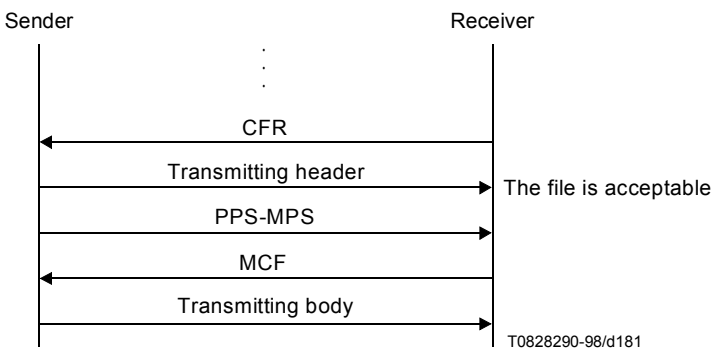 Sender Receiver
CFR
Transmitting header
The file is acceptable
PPS-MPS
MCF
Transmitting body
T0828290-98/d181